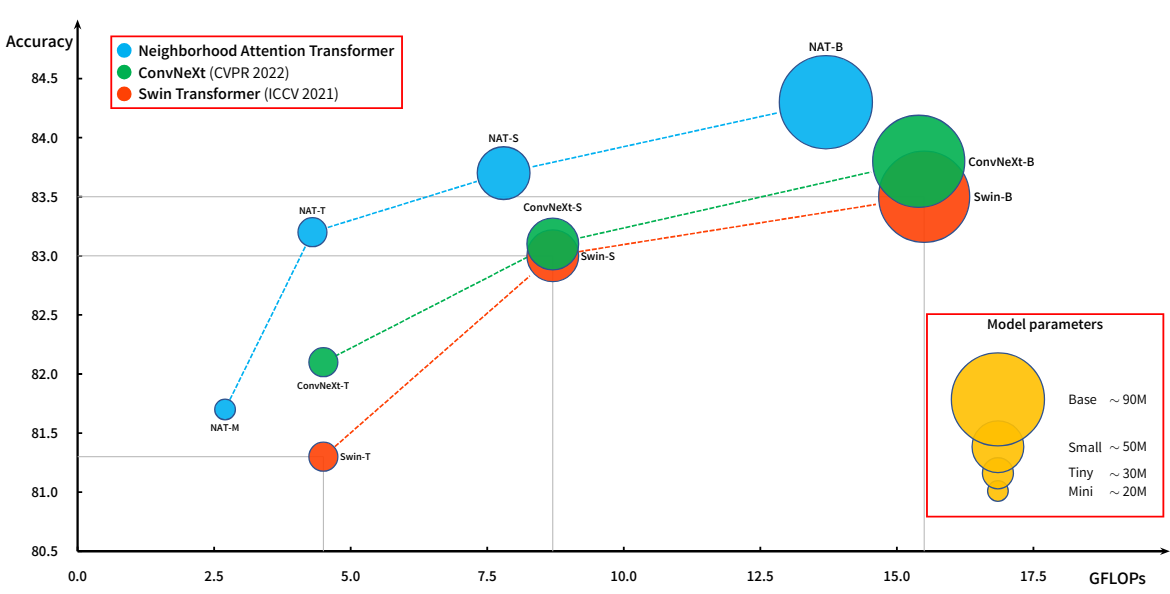 Accuracy
Neighborhood Attention Transformer
ConvNeXt (CVPR 2022)
Swin Transformer (ICCV 2021)
84.5
84.0
83.5
83.0
82.5
82.0
81.5
81.0
80.5
NAT-B
NAT-S
ConvNeXt-B
Swin-B
NAT-T
ConvNeXt-S
Swin-S
ConvNeXt-T
NAT-M
Swin-T
Model parameters
Base ~ 90M
Small ~ 50M
Tiny ~ 30M
Mini ~ 20M
0.0 2.5 5.0 7.5 10.0 12.5 15.0 17.5 GFLOPs